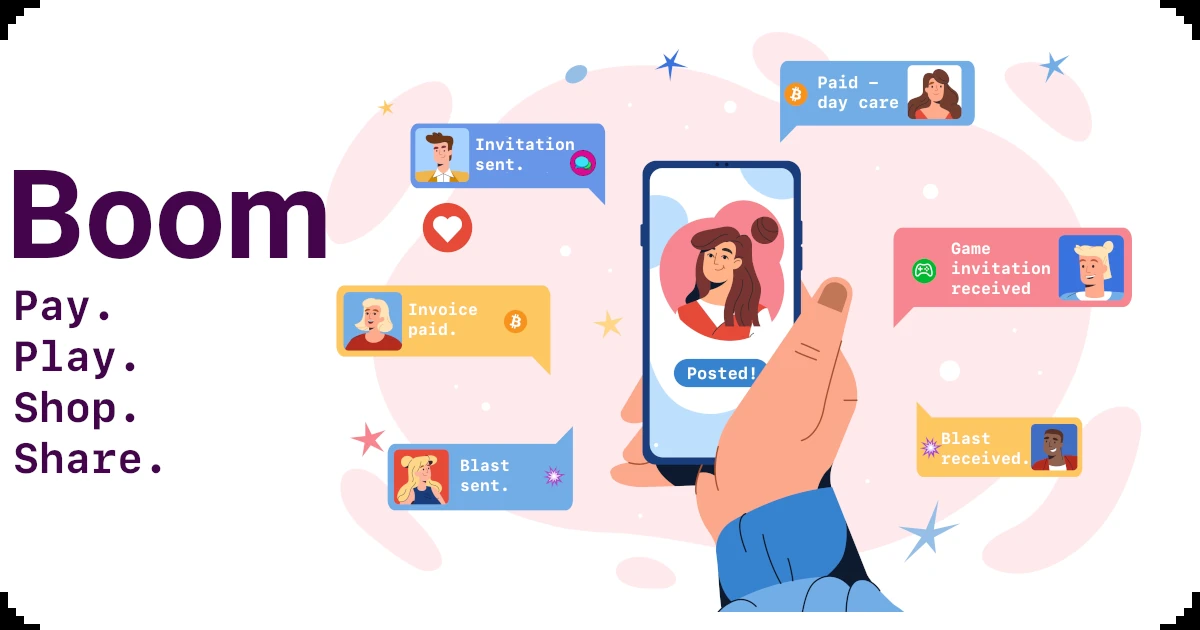 Boom
Pay.
Play.
Shop.
Share.
Invitation
sent.
Paid -
day care
Game
invitation
received
Invoice
paid.
Posted!
Blast
sent.
Blast
received.